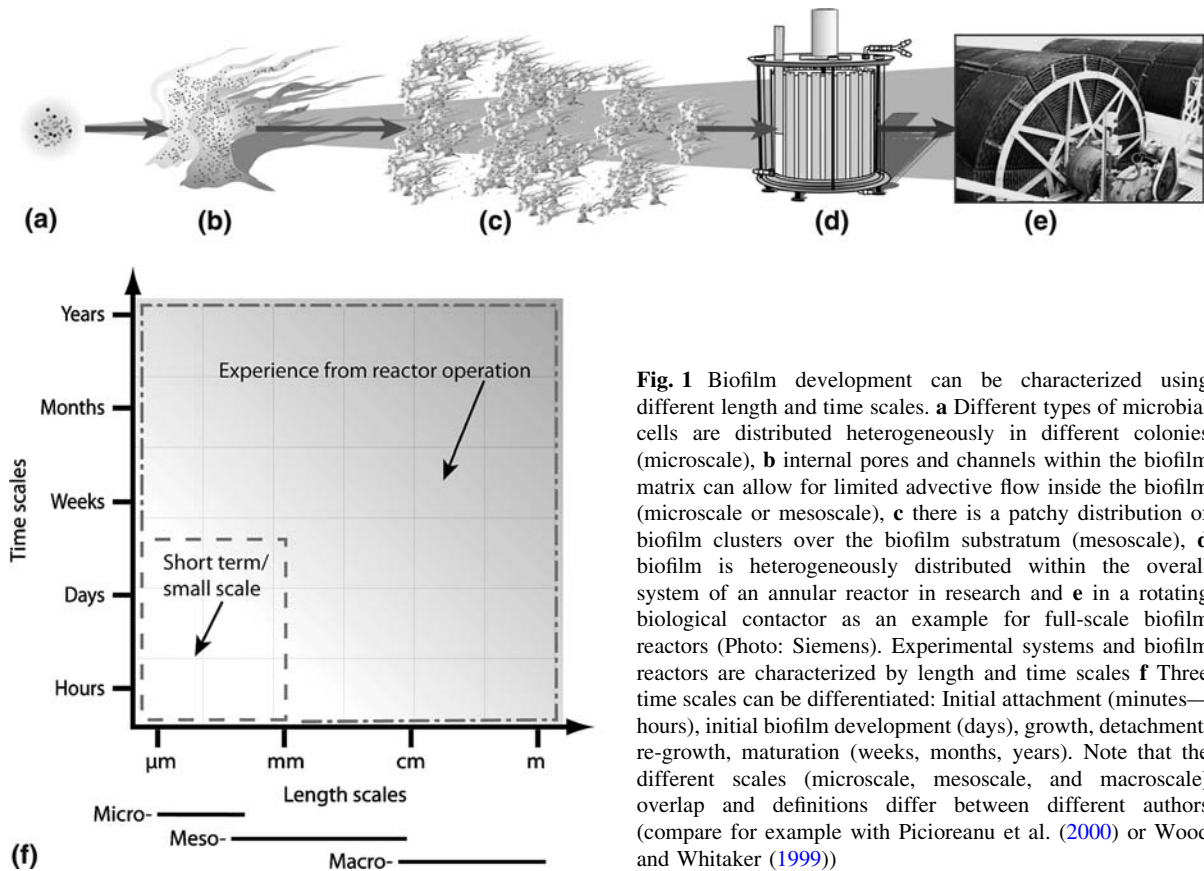 (a)
(b)
(c)
(d)
(e)
Years
Months
Weeks
Days
Hours
Time scales
Experience from reactor operation
Short term/
small scale
µm
mm
cm
m
Length scales
Micro-
Meso-
Macro-
(f)
Fig. 1 Biofilm development can be characterized using
different length and time scales. a Different types of microbia
cells are distributed heterogeneously in different colonies
(microscale), b internal pores and channels within the biofilm
matrix can allow for limited advective flow inside the biofilm
(microscale or mesoscale), c there is a patchy distribution o
biofilm clusters over the biofilm substratum (mesoscale), d
biofilm is heterogeneously distributed within the overal
system of an annular reactor in research and e in a rotating
biological contactor as an example for full-scale biofilm
reactors (Photo: Siemens). Experimental systems and biofilm
reactors are characterized by length and time scales f Three
time scales can be differentiated: Initial attachment (minutes—
hours), initial biofilm development (days), growth, detachment
re-growth, maturation (weeks, months, years). Note that the
different scales (microscale, mesoscale, and macroscale
overlap and definitions differ between different authors
(compare for example with Picioreanu et al. (2000) or Wood
and Whitaker (1999))